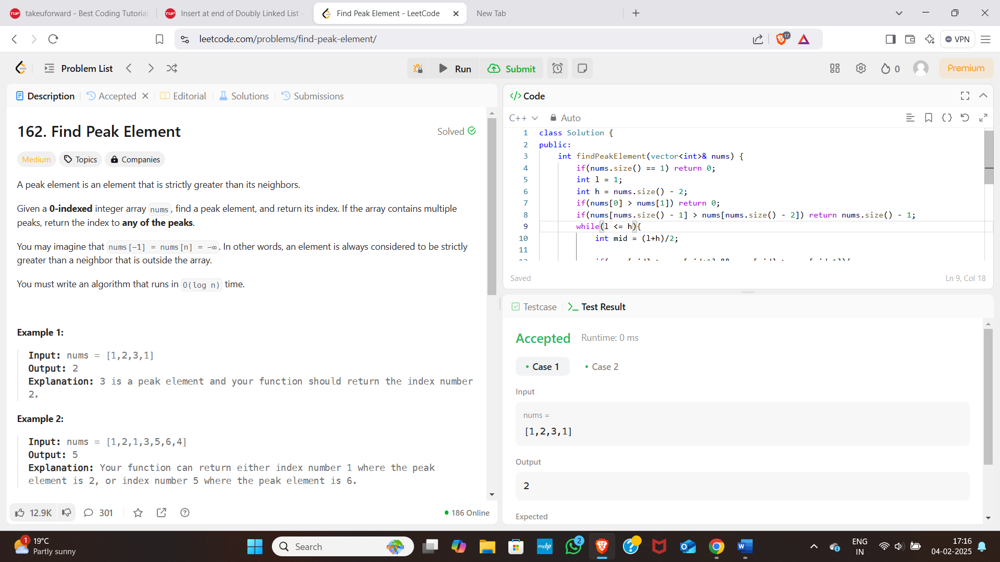 takeuforward - Best Coding Tutorial
Insert at end of Doubly Linked List -
Find Peak Element - LeetCode
New Tab
leetcode.com/problems/find-peak-element/
17
VPN
Problem List
Run
Submit
0
Premium
Description
Accepted
Editorial
Solutions
Submissions
162. Find Peak Element
Solved
Medium
Topics
Companies
A peak element is an element that is strictly greater than its neighbors.
Given a 0-indexed integer array nums, find a peak element, and return its index. If the array contains multiple
peaks, return the index to any of the peaks.
You may imagine that nums[-1] = nums[n] = -∞. In other words, an element is always considered to be strictly
greater than a neighbor that is outside the array.
You must write an algorithm that runs in O(log n) time.
Example 1:
Input: nums = [1,2,3,1]
Output: 2
Explanation: 3 is a peak element and your function should return the index number
2.
Example 2:
Input: nums = [1,2,1,3,5,6,4]
Output: 5
Explanation: Your function can return either index number 1 where the peak
element is 2, or index number 5 where the peak element is 6.
12.9K
301
186 Online
</> Code
C++
Auto
1 class Solution {
2 public:
3 int findPeakElement(vector<int>& nums) {
4 if(nums.size() == 1) return 0;
5 int l = 1;
6 int h = nums.size() - 2;
7 if(nums[0] > nums[1]) return 0;
8 if(nums[nums.size() - 1] > nums[nums.size() - 2]) return nums.size() - 1;
9 while(l <= h){
10 int mid = (l+h)/2;
11
Saved
Ln 9, Col 18
Testcase
Test Result
Accepted
Runtime: 0 ms
Case 1
Case 2
Input
nums =
[1,2,3,1]
Output
2
Expected
1
19°C
Partly sunny
Search
myhp
2
ENG
IN
17:16
04-02-2025